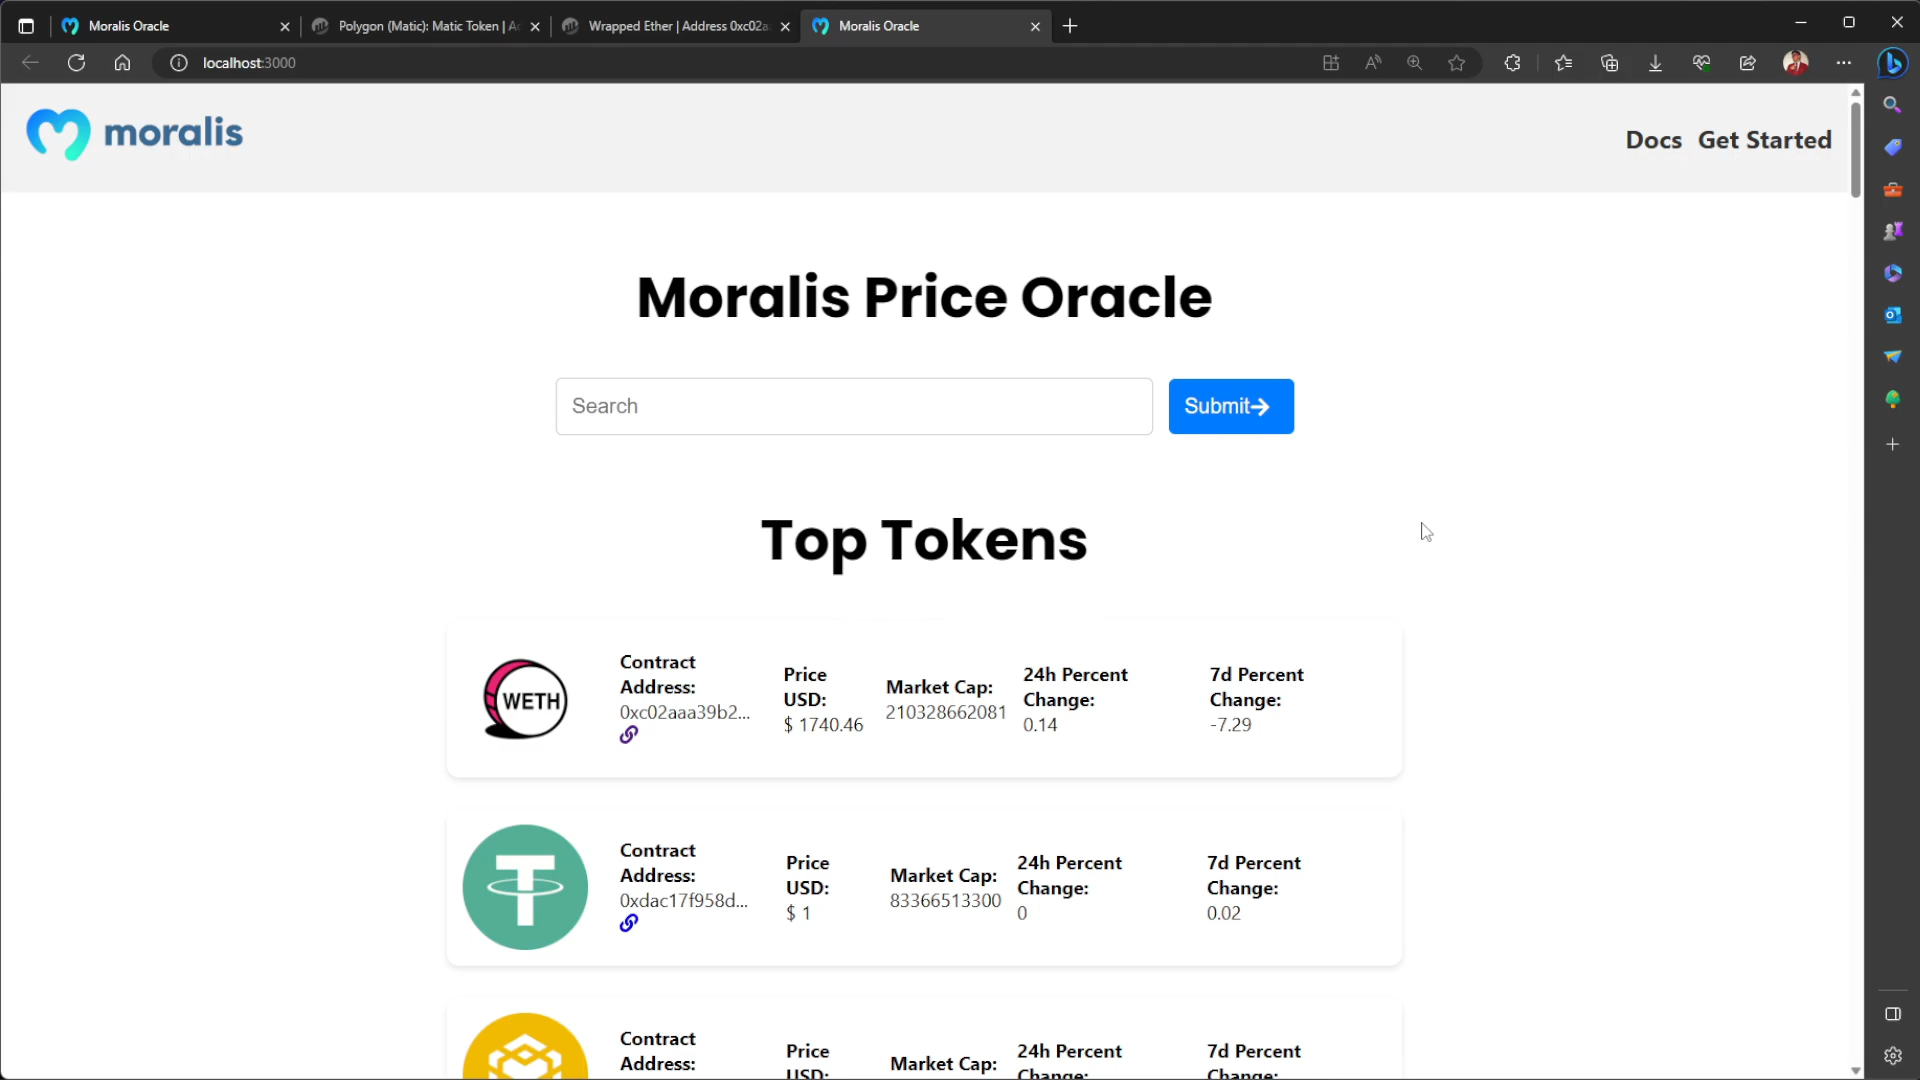 Moralis Oracle
Polygon (Matic): Matic Token | A
Wrapped Ether | Address 0xc02a
Moralis Oracle
localhost:3000
moralis
Docs Get Started
Moralis Price Oracle
Search
Submit
Top Tokens
WETH
Contract
Address:
0xc02aaa39b2...
Price
USD:
$ 1740.46
Market Cap:
210328662081
24h Percent
Change:
0.14
7d Percent
Change:
-7.29
Contract
Address:
0xdac17f958d...
Price
USD:
$ 1
Market Cap:
83366513300
24h Percent
Change:
0
7d Percent
Change:
0.02
Contract
Address:
Price
USD:
Market Cap:
24h Percent
Change:
7d Percent
Change: